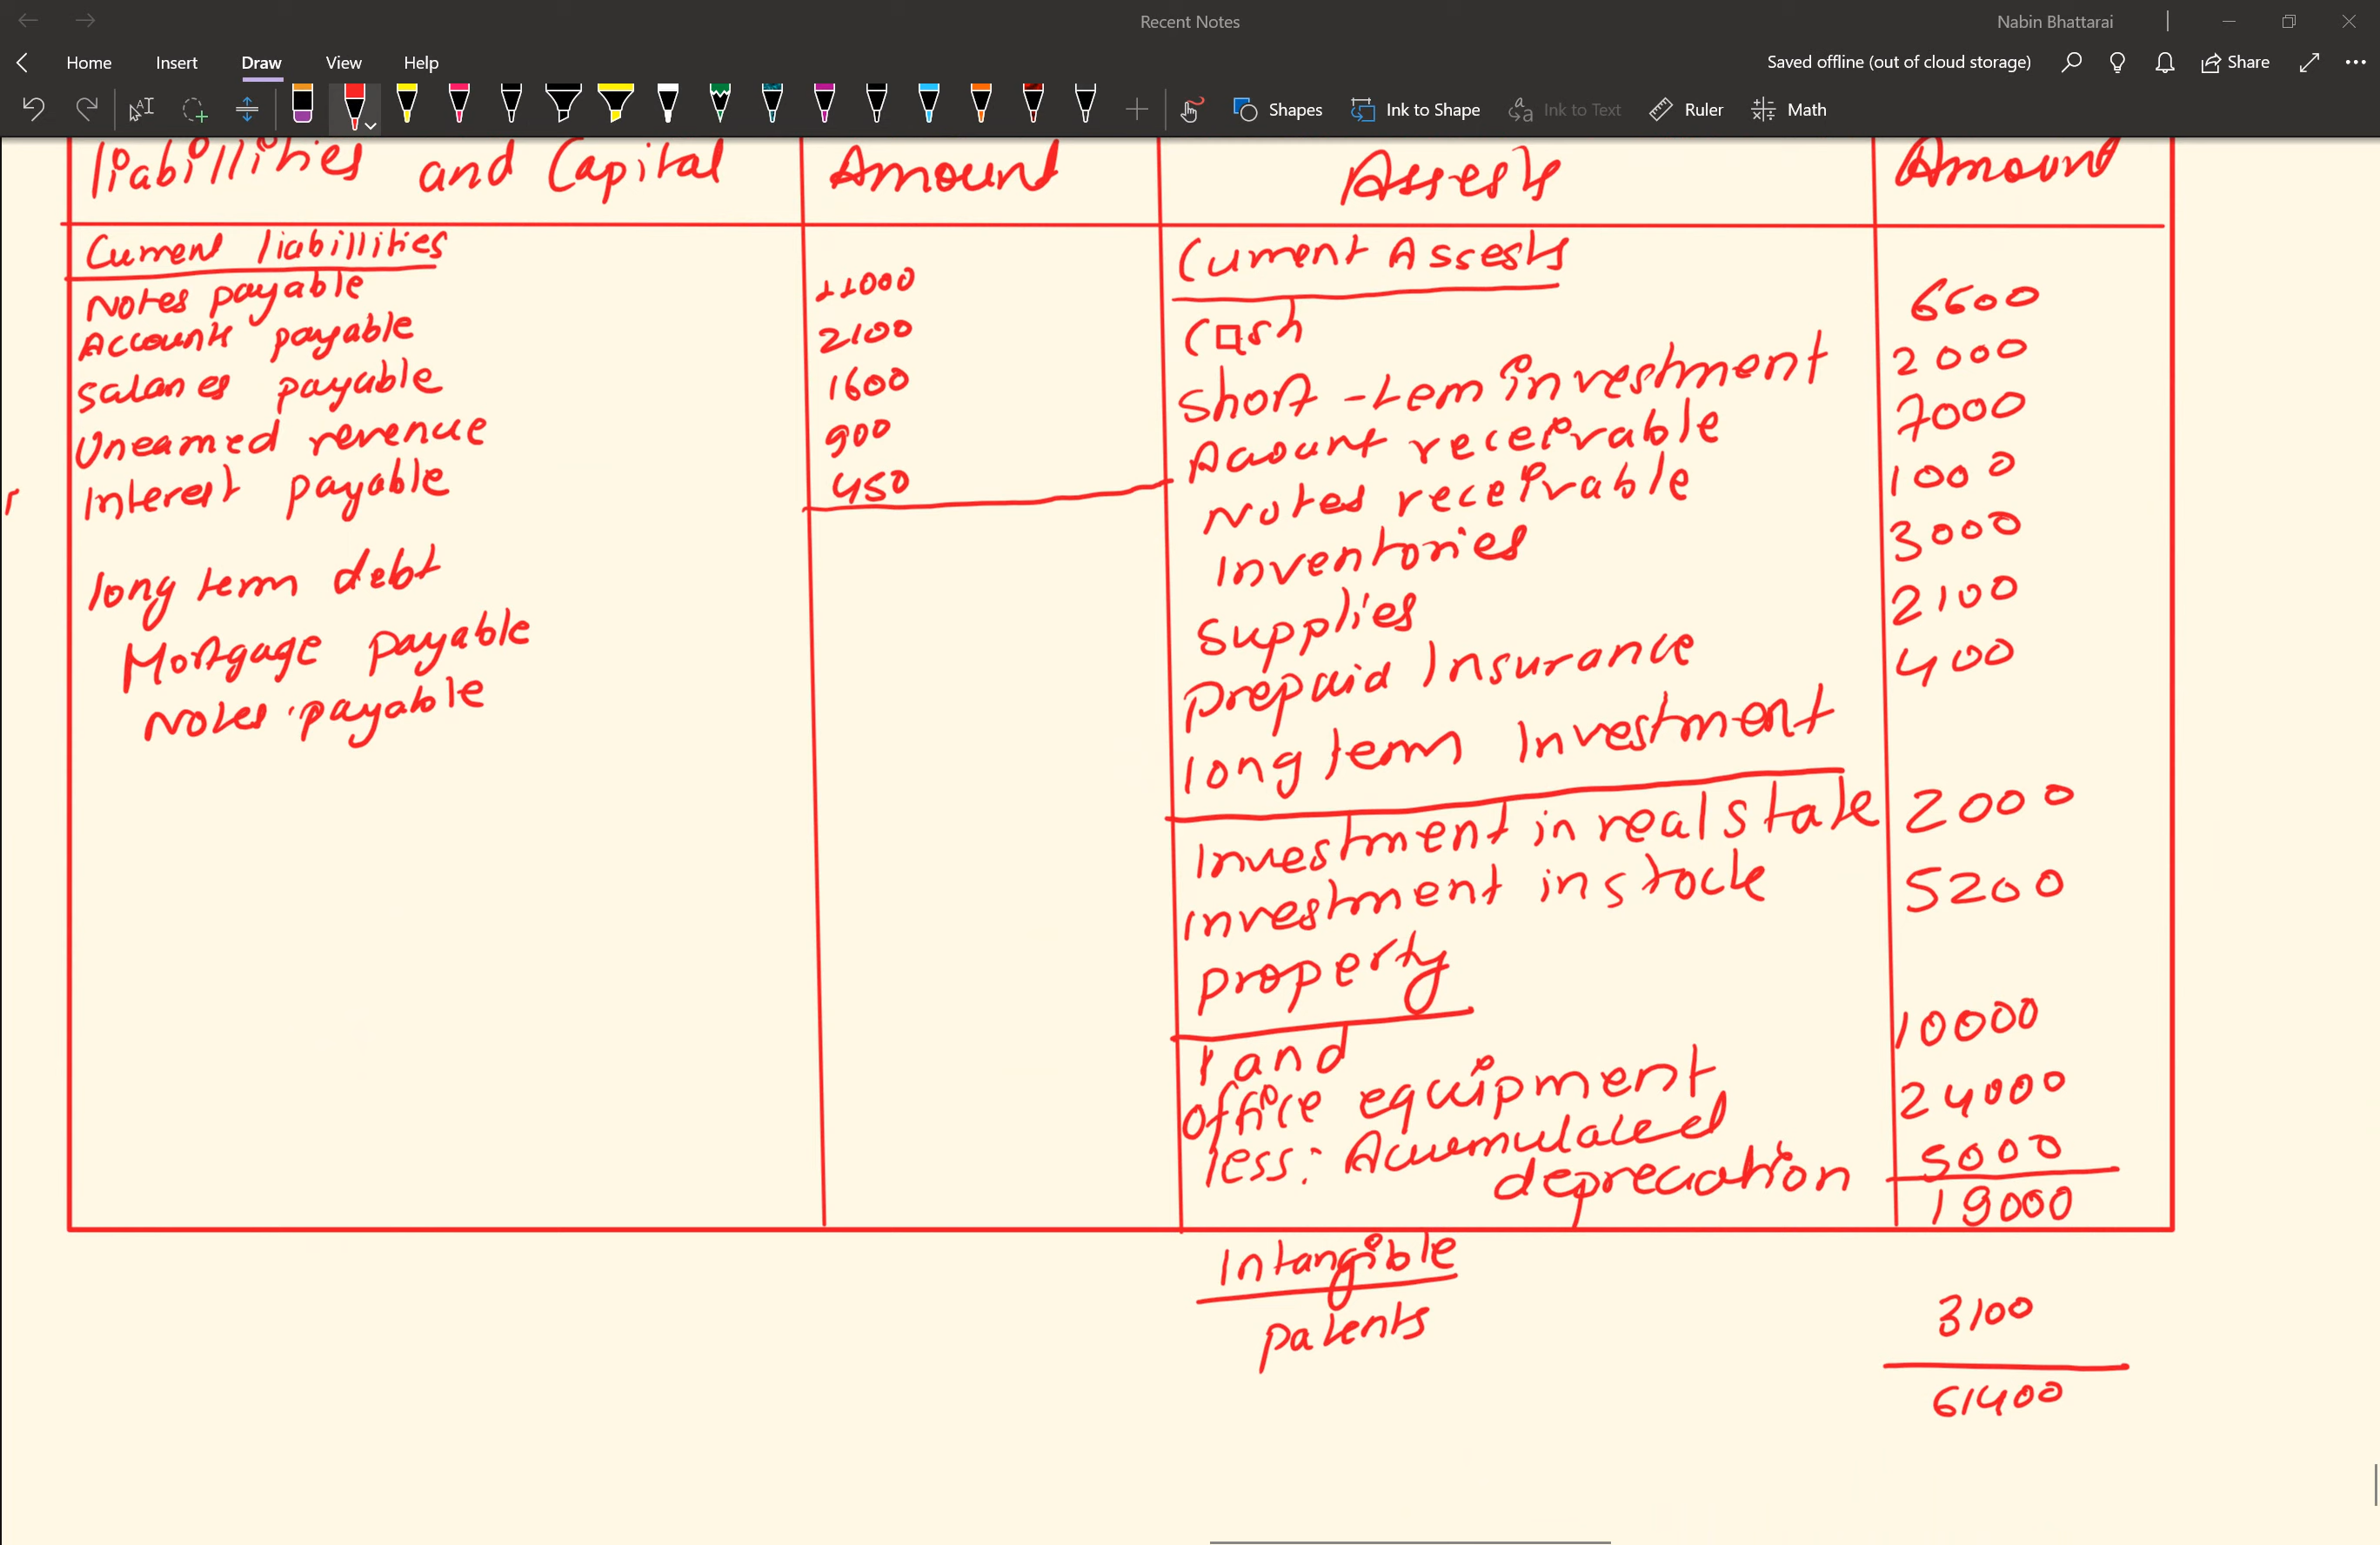 Recent Notes
Nabin Bhattarai
Home Insert Draw View Help
Saved offline (out of cloud storage)
Share
Shapes Ink to Shape Ink to Text Ruler Math
liabillities and Capital Amount Assests Amount
Current liabillities
Notes payable 11000
Account payable 2100
salaries payable 1600
Unearned revenue 900
Interest payable 450
long term debt
Mortgage payable
Notes payable
Current Assests
Cash 6600
Short-term investment 2000
Account receivable 7000
Notes receivable 1000
Inventories 3000
Supplies 2100
prepaid Insurance 400
long term Investment
Investment in real state 2000
investment in stock 5200
property
land 10000
office equipment 24000
less: Accumulated 5000
depreciation 19000
Intangible
patents 3100
61400